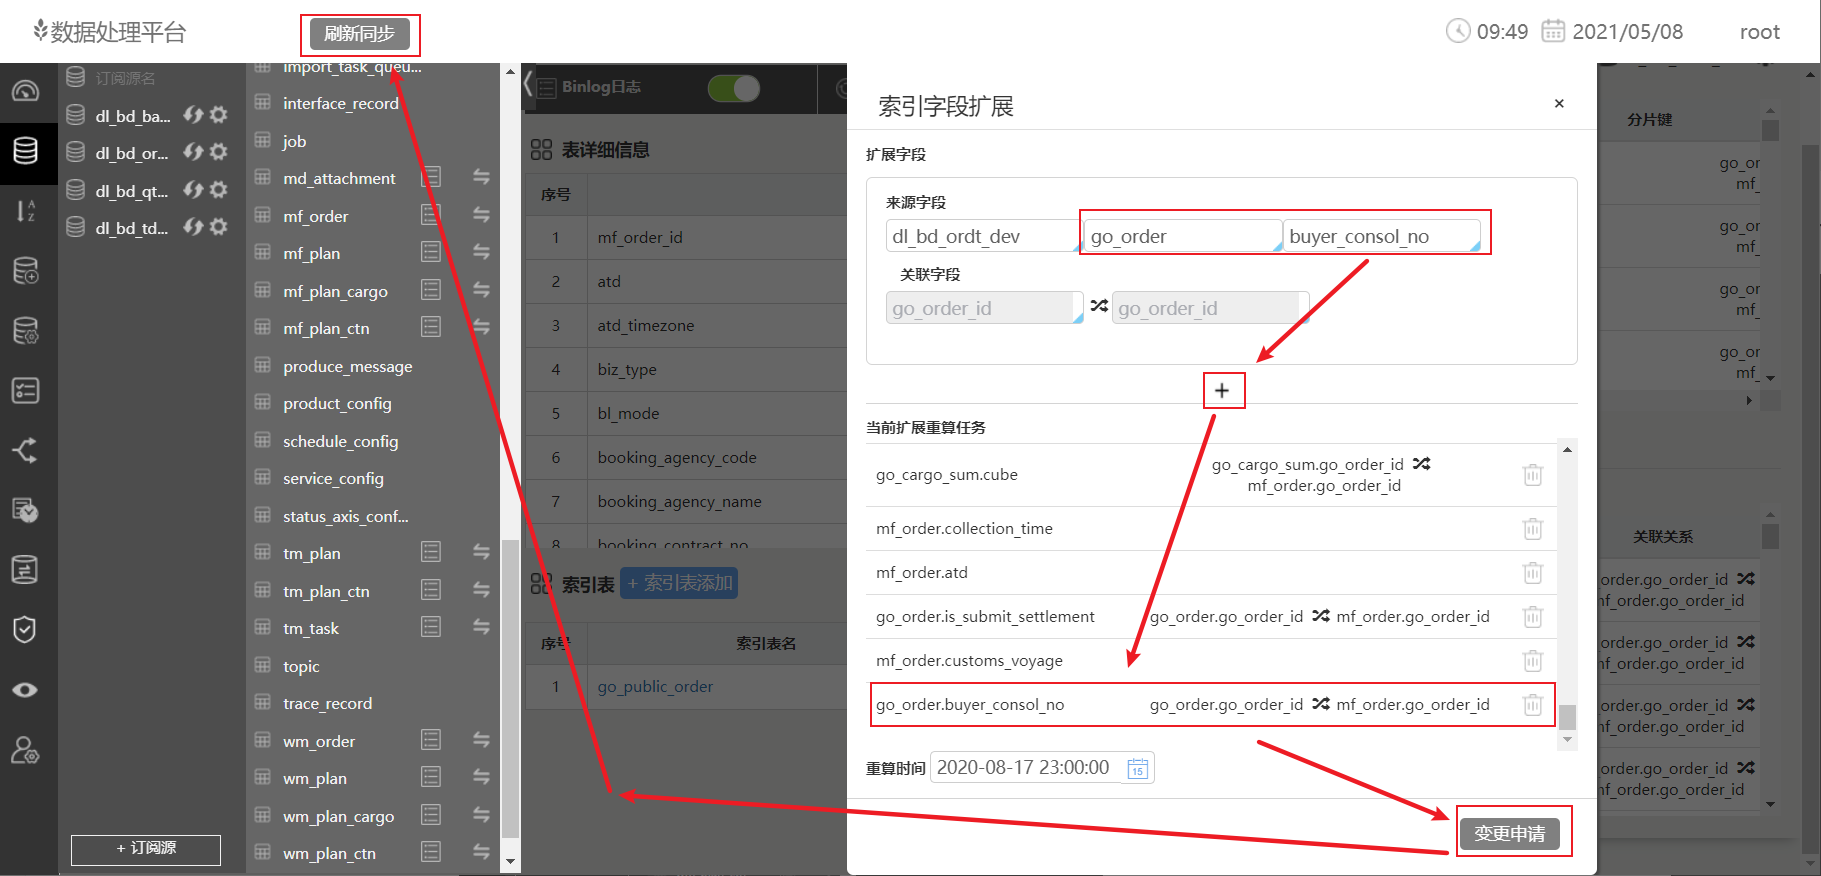 数据处理平台
刷新同步
09:49
2021/05/08
root
订阅源名
dl_bd_ba...
dl_bd_or...
dl_bd_qt...
dl_bd_td...
+ 订阅源
import_task_queu...
interface_record
job
md_attachment
mf_order
mf_plan
mf_plan_cargo
mf_plan_ctn
produce_message
product_config
schedule_config
service_config
status_axis_conf...
tm_plan
tm_plan_ctn
tm_task
topic
trace_record
wm_order
wm_plan
wm_plan_cargo
wm_plan_ctn
Binlog日志
表详细信息
序号
1 mf_order_id
2 atd
3 atd_timezone
4 biz_type
5 bl_mode
6 booking_agency_code
7 booking_agency_name
8 booking_contract_no
索引表
+ 索引表添加
序号 索引表名
1 go_public_order
索引字段扩展
×
扩展字段
来源字段
dl_bd_ordt_dev go_order buyer_consol_no
关联字段
go_order_id go_order_id
+
当前扩展重算任务
go_cargo_sum.cube go_cargo_sum.go_order_id
mf_order.go_order_id
mf_order.collection_time
mf_order.atd
go_order.is_submit_settlement go_order.go_order_id mf_order.go_order_id
mf_order.customs_voyage
go_order.buyer_consol_no go_order.go_order_id mf_order.go_order_id
重算时间 2020-08-17 23:00:00 15
变更申请
分片键
go_or
mf_
go_or
mf_
go_or
mf_
go_or
mf_
关联关系
order.go_order_id
nf_order.go_order_id
order.go_order_id
nf_order.go_order_id
order.go_order_id
nf_order.go_order_id
order.go_order_id
nf_order.go_order_id